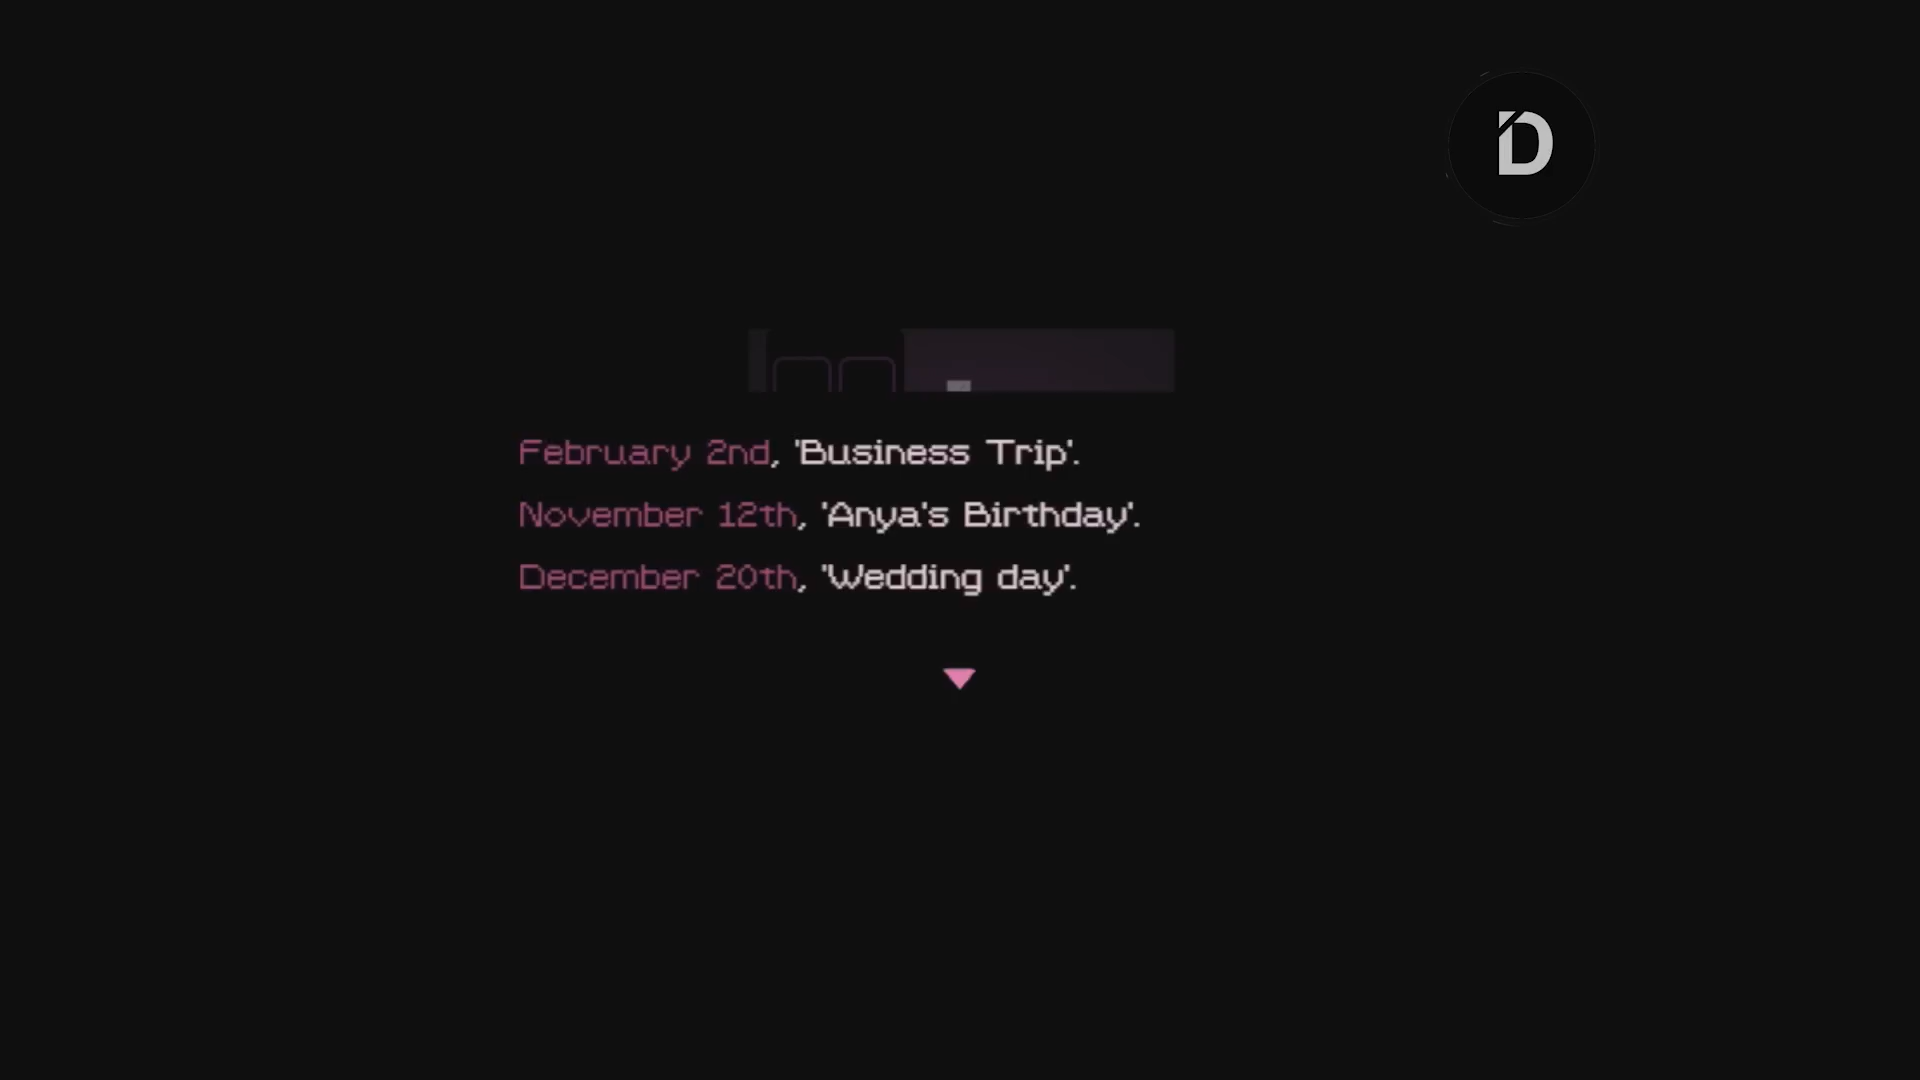 D
February 2nd, 'Business Trip'.
November 12th, 'Anya's Birthday'.
December 20th, 'Wedding day'.